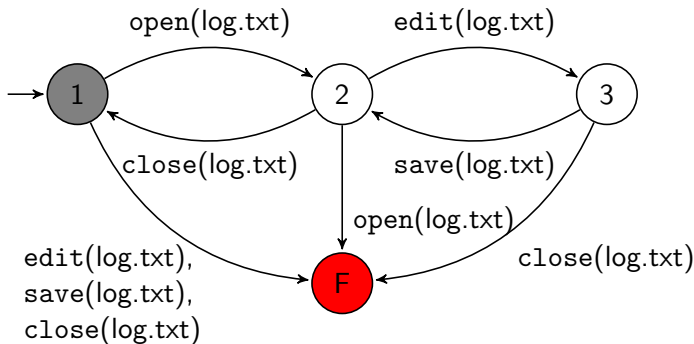 open(log.txt)
edit(log.txt)
1
2
3
close(log.txt)
save(log.txt)
open(log.txt)
edit(log.txt),
save(log.txt),
close(log.txt)
F
close(log.txt)